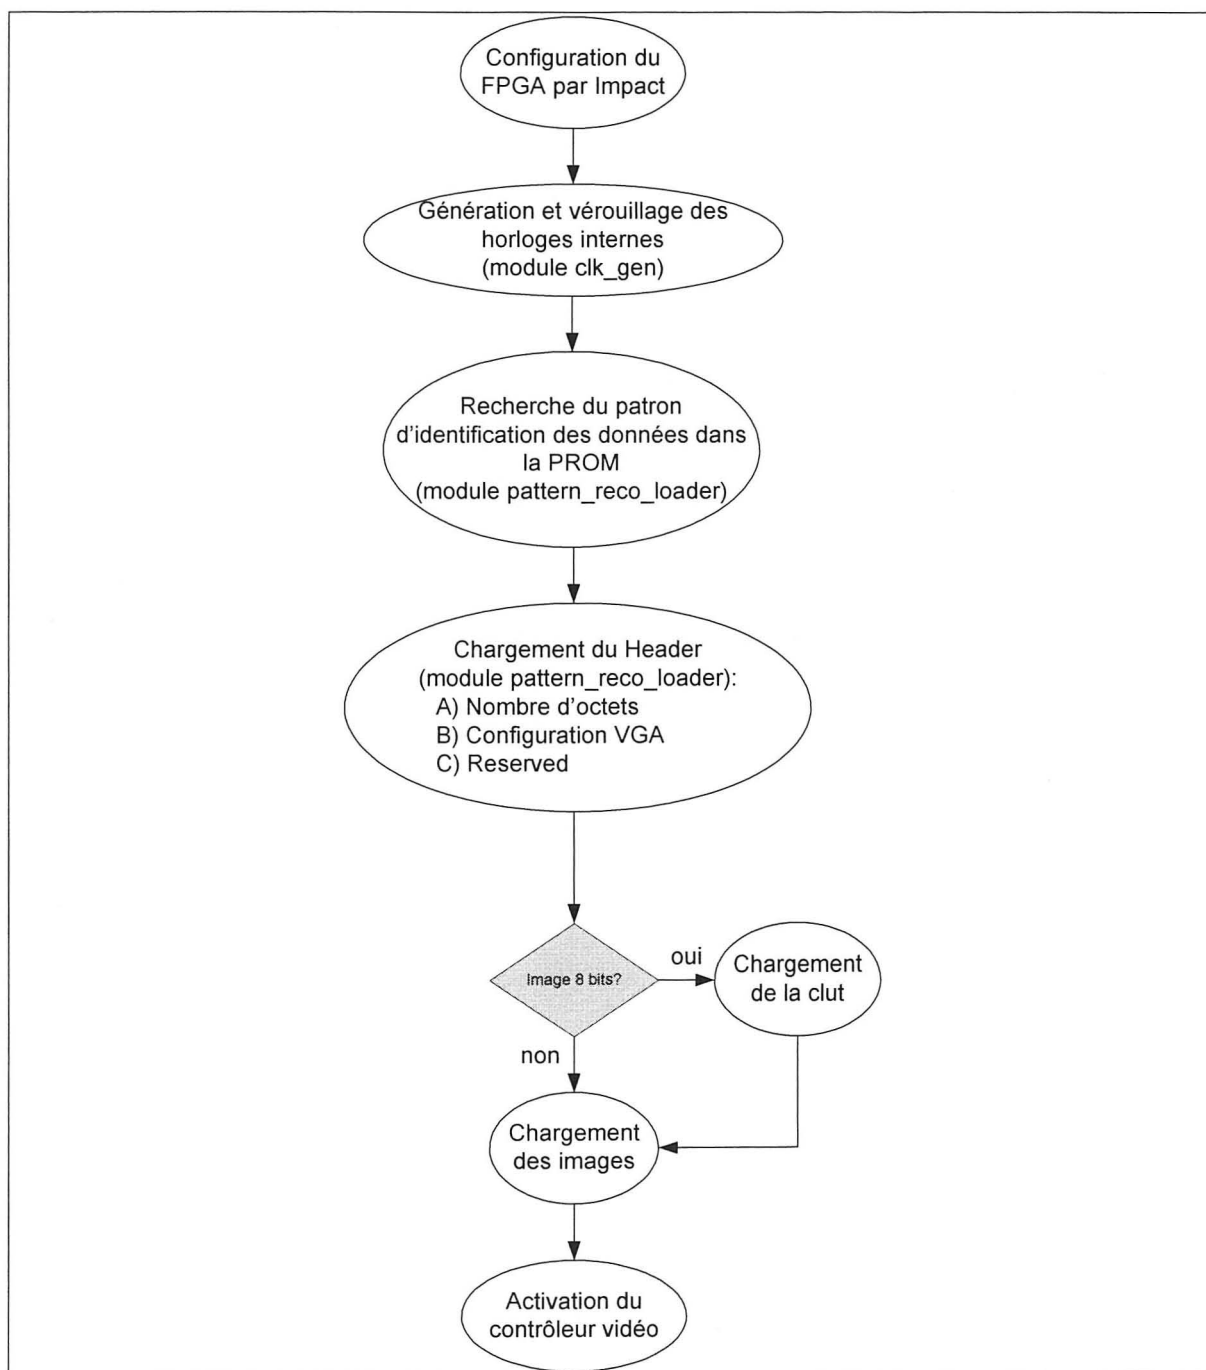 Configuration du
FPGA par Impact
Génération et vérouillage des
horloges internes
(module clk_gen)
Recherche du patron
d'identification des données dans
la PROM
(module pattern_reco_loader)
Chargement du Header
(module pattern_reco_loader):
A) Nombre d'octets
B) Configuration VGA
C) Reserved
Image 8 bits?
oui
Chargement
de la clut
non
Chargement
des images
Activation du
contrôleur vidéo